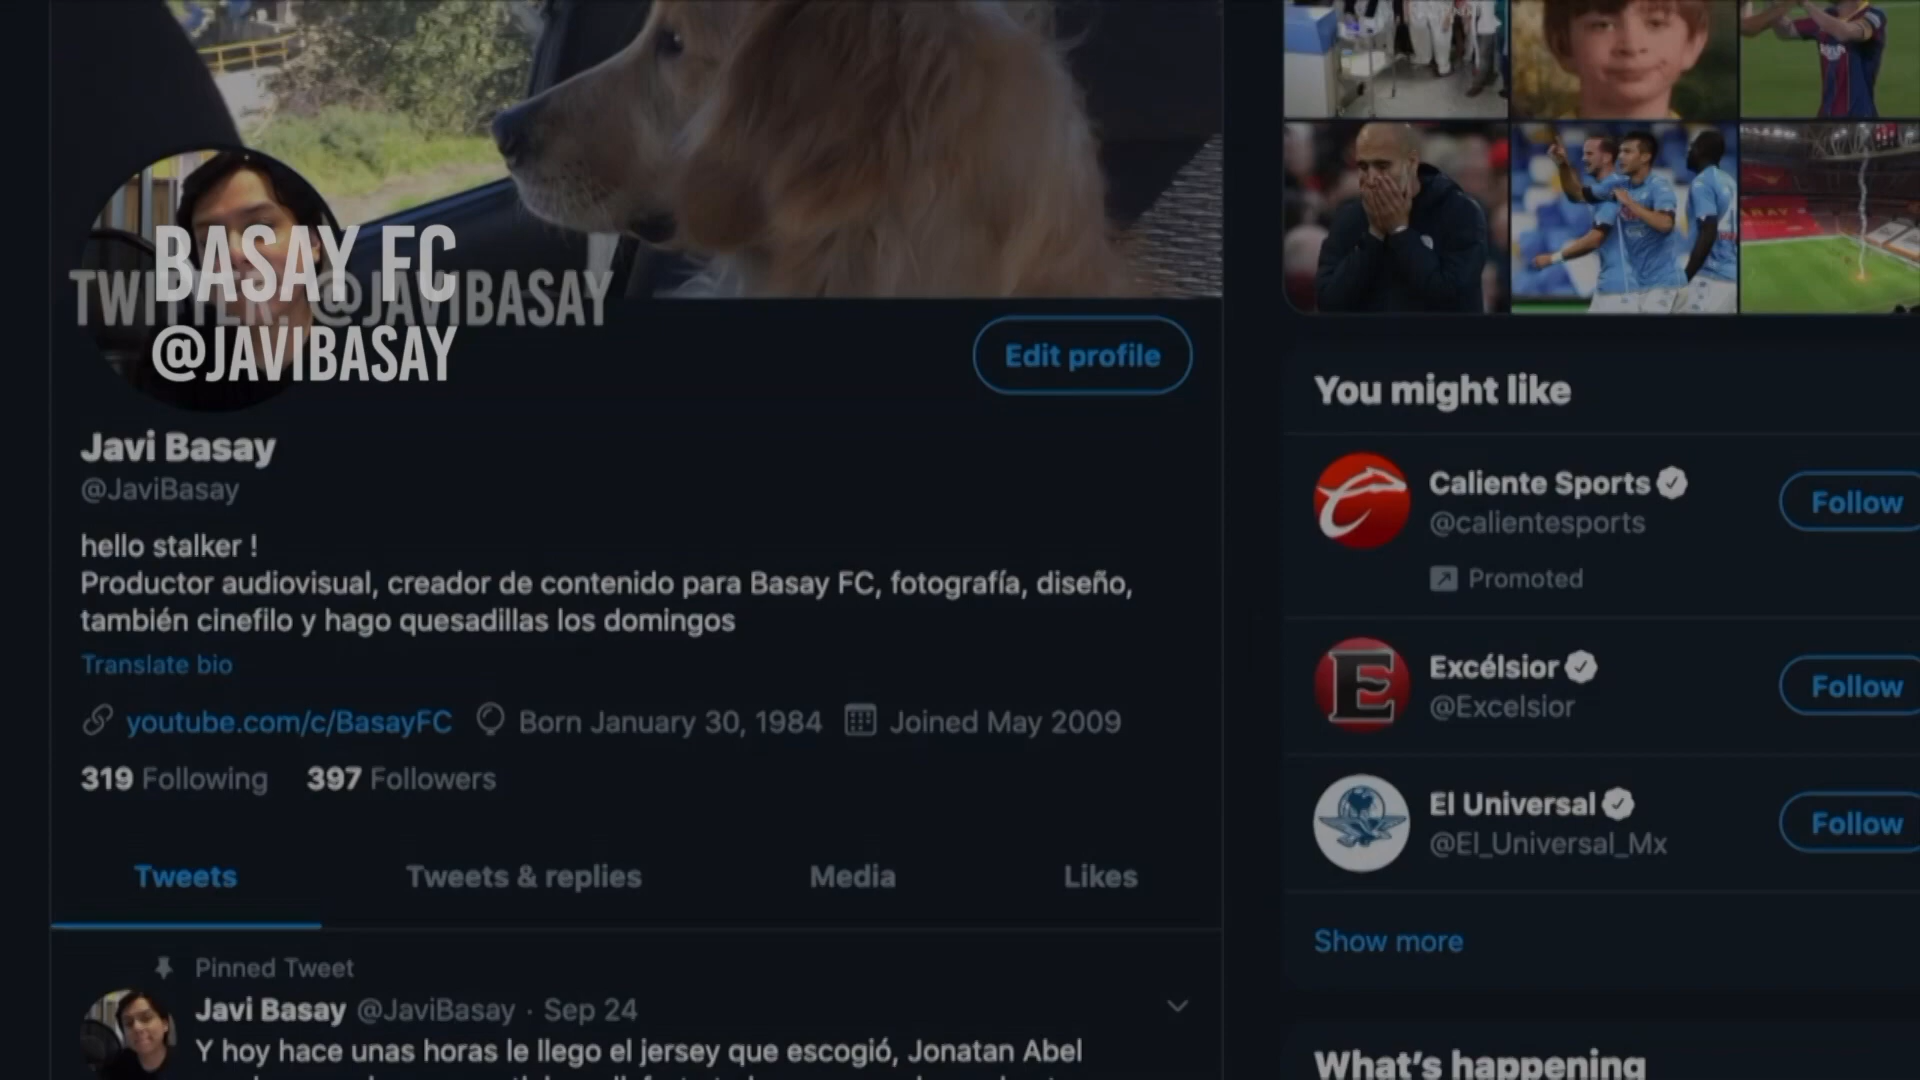 BASAY FC
TWITTER: @JAVIBASAY
@JAVIBASAY
Edit profile
Javi Basay
@JaviBasay
hello stalker !
Productor audiovisual, creador de contenido para Basay FC, fotografía, diseño,
también cinefilo y hago quesadillas los domingos
Translate bio
youtube.com/c/BasayFC Born January 30, 1984 Joined May 2009
319 Following 397 Followers
Tweets Tweets & replies Media Likes
Pinned Tweet
Javi Basay @JaviBasay · Sep 24
Y hoy hace unas horas le llego el jersey que escogió, Jonatan Abel
You might like
Caliente Sports
@calientesports
Follow
Promoted
Excélsior
@Excelsior
Follow
El Universal
@El_Universal_Mx
Follow
Show more
What's happening